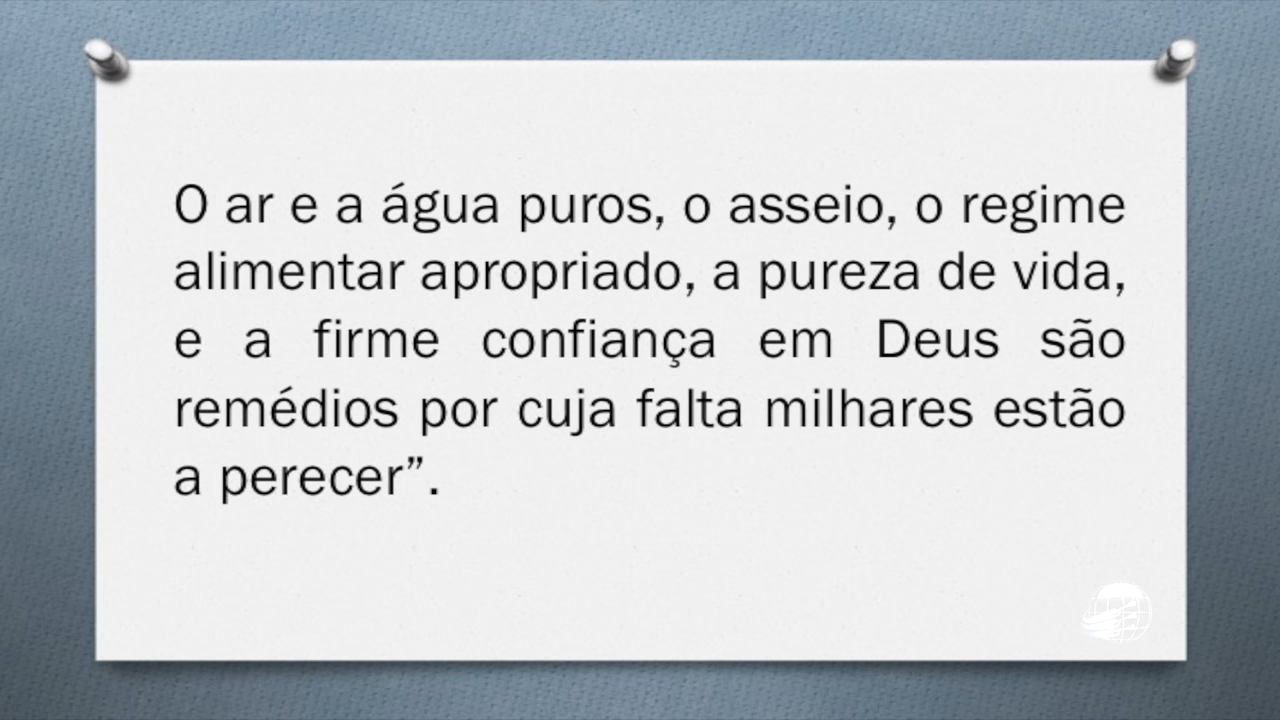 O ar e a água puros, o asseio, o regime
alimentar apropriado, a pureza de vida,
e a firme confiança em Deus são
remédios por cuja falta milhares estão
a perecer”.